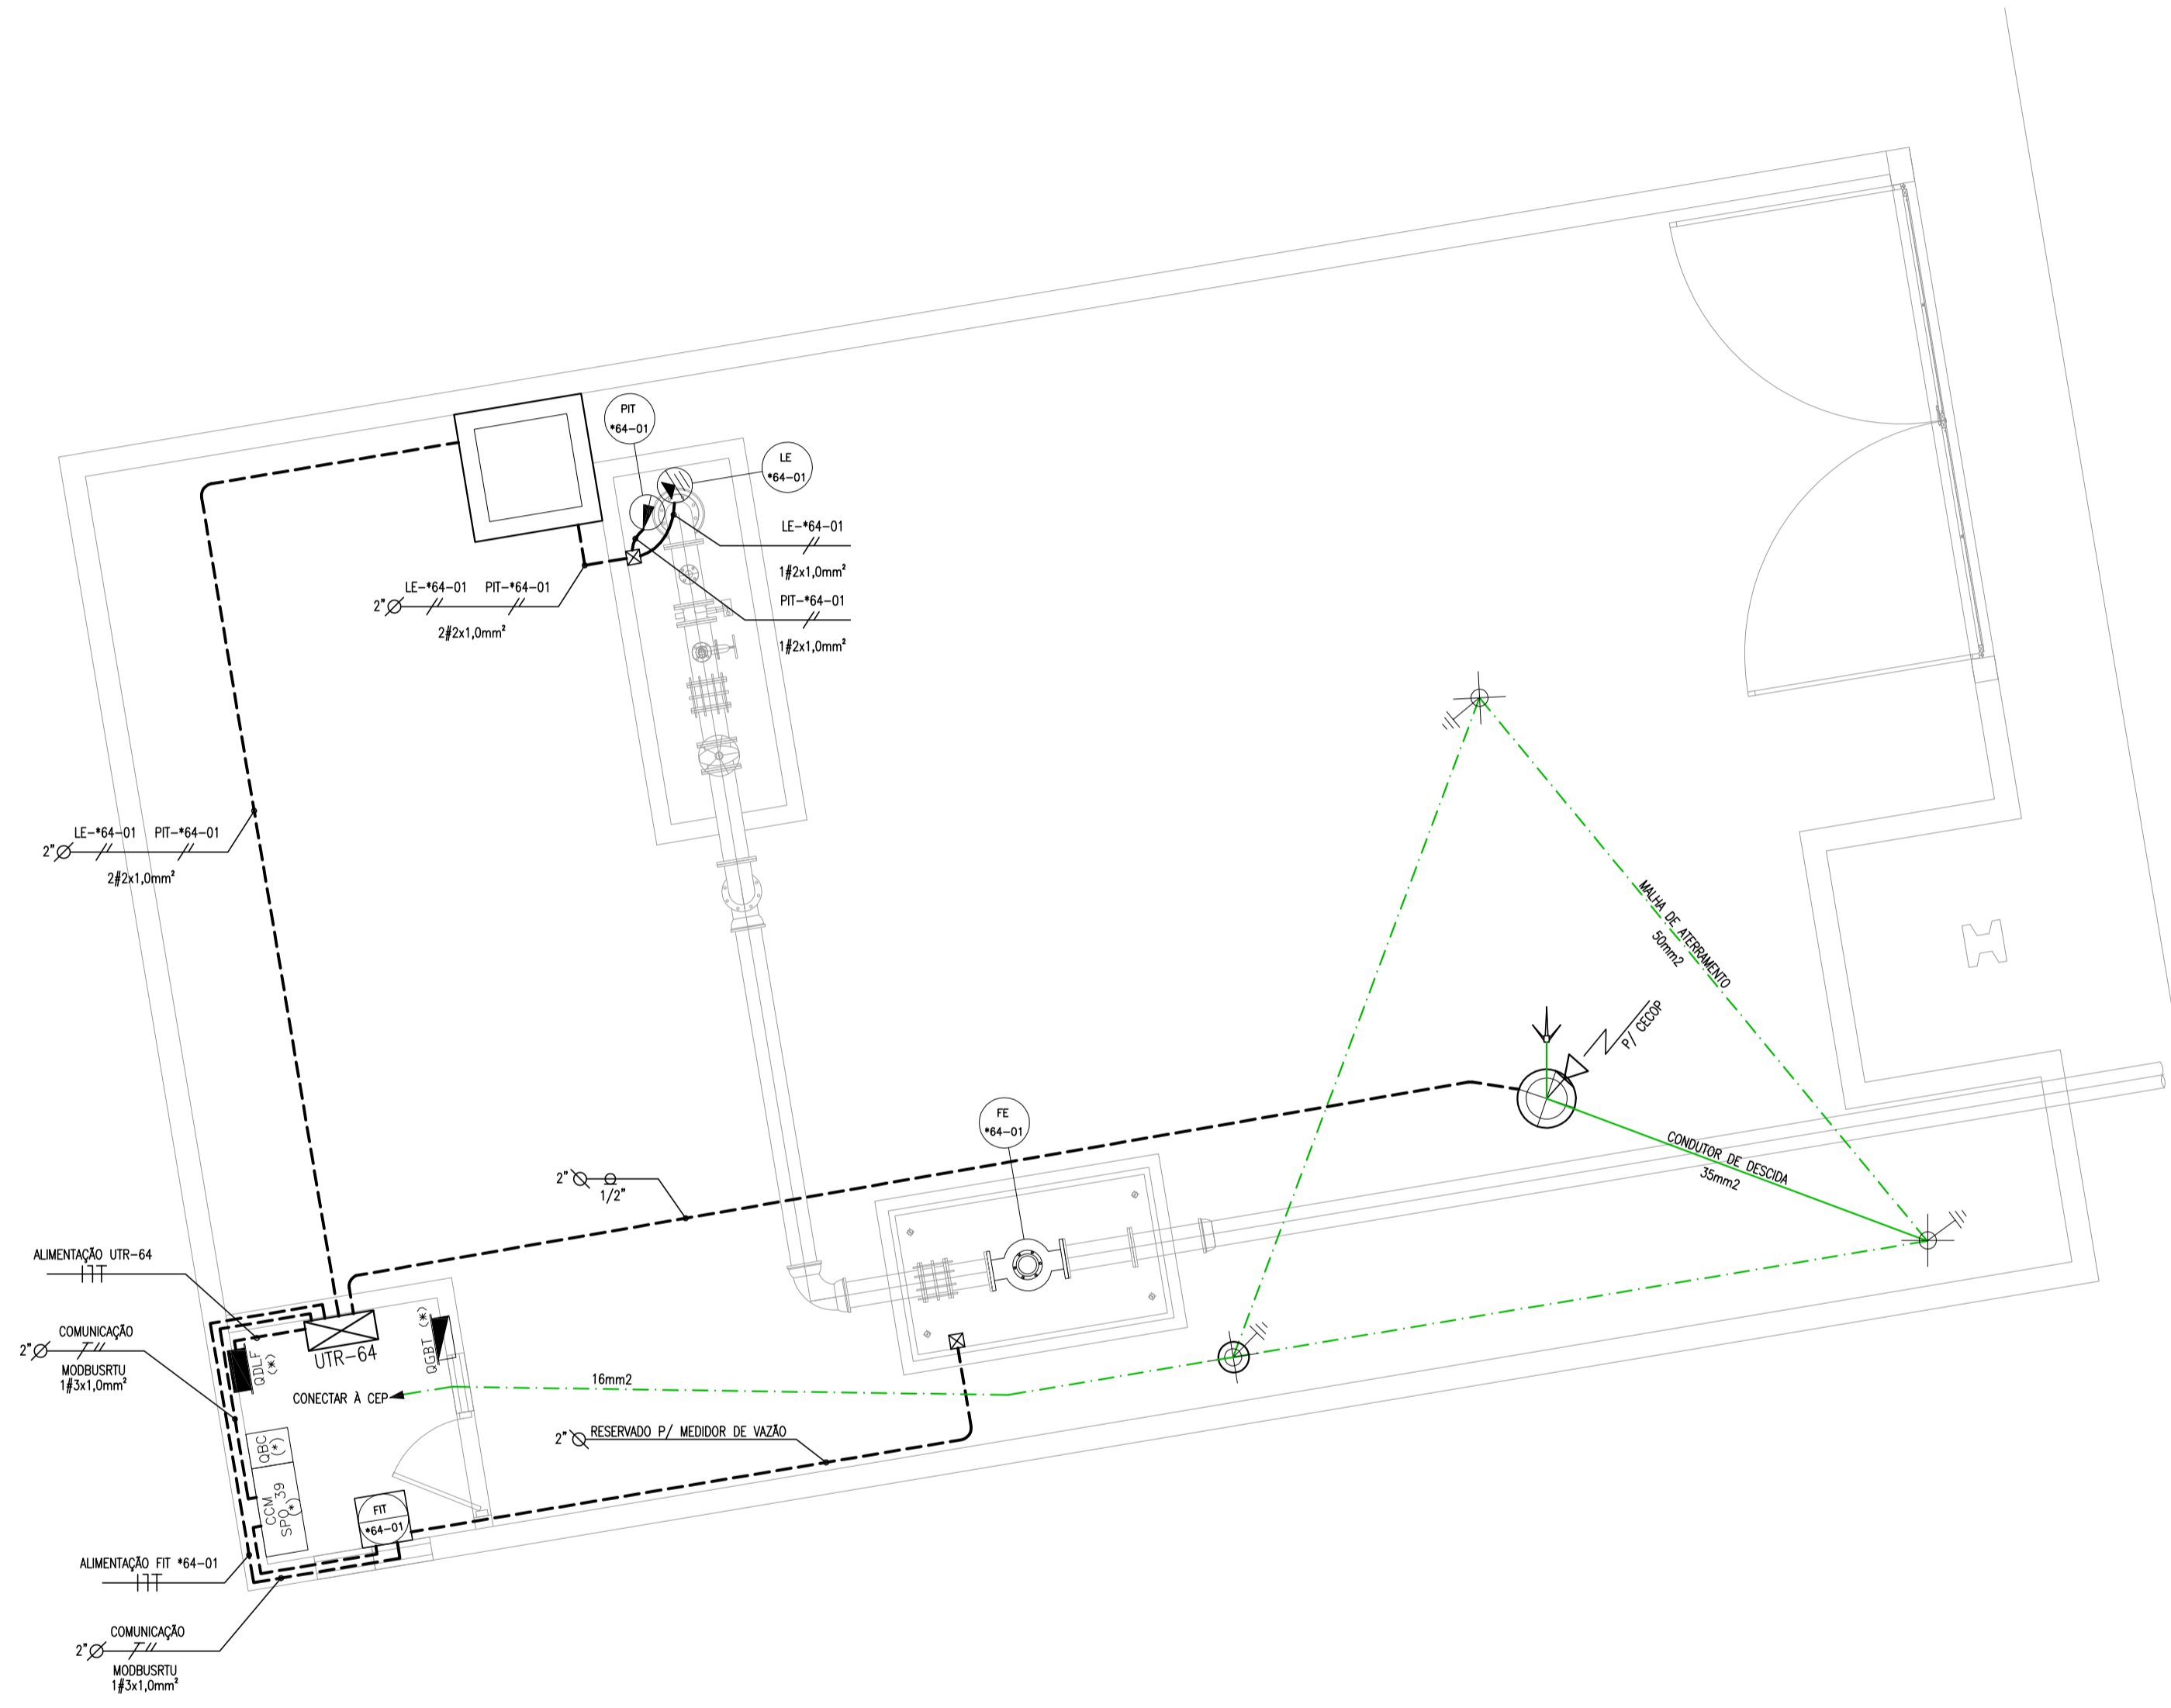 PIT
*64-01
LE
*64-01
LE-*64-01
1#2x1,0mm²
PIT-*64-01
1#2x1,0mm²
2" LE-*64-01 PIT-*64-01
2#2x1,0mm²
2" LE-*64-01 PIT-*64-01
2#2x1,0mm²
MALHA DE ATERRAMENTO
50mm2
P/ CECOP
CONDUTOR DE DESCIDA
35mm2
FE
*64-01
2"
1/2"
ALIMENTAÇÃO UTR-64
COMUNICAÇÃO
2"
MODBUSRTU
1#3x1,0mm²
UTR-64
QDLF
(*)
QGBT (*)
CONECTAR À CEP
16mm2
2" RESERVADO P/ MEDIDOR DE VAZÃO
QBC
(*)
CCM
SPO 39
(*)
FIT
*64-01
ALIMENTAÇÃO FIT *64-01
COMUNICAÇÃO
2"
MODBUSRTU
1#3x1,0mm²